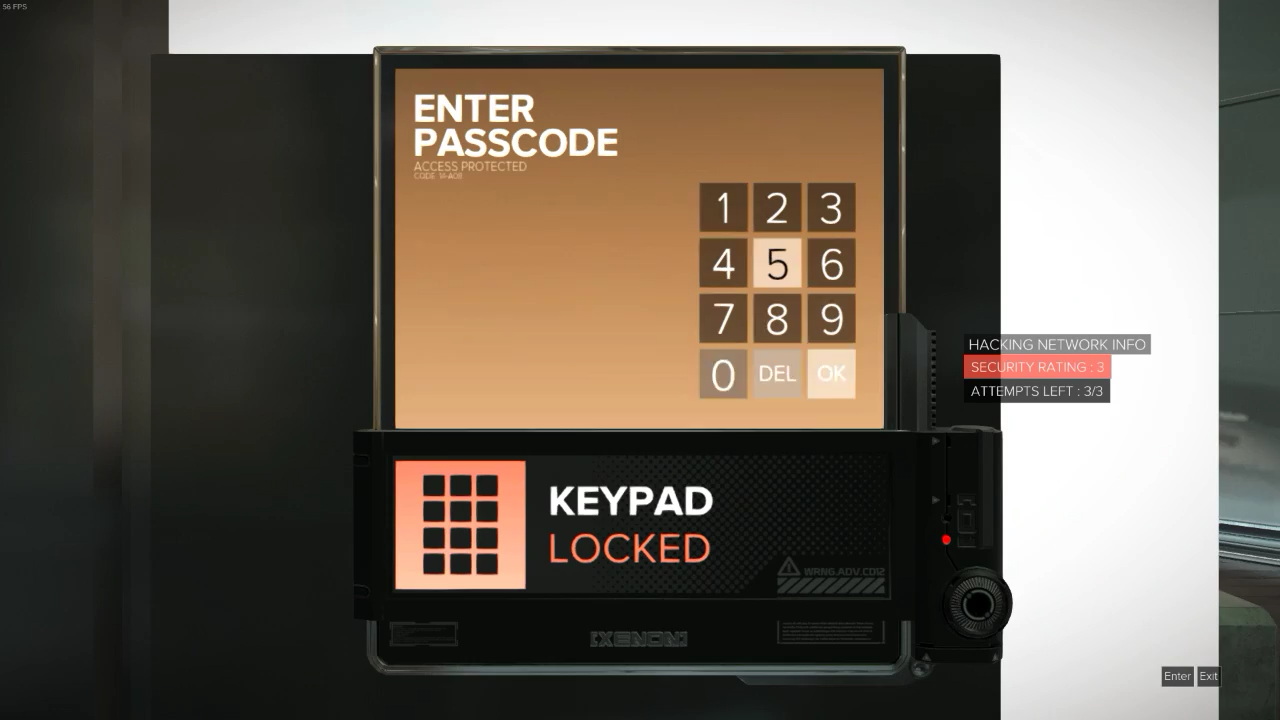 56 FPS
ENTER
PASSCODE
ACCESS PROTECTED
1 2 3
4 5 6
7 8 9
0 DEL OK
HACKING NETWORK INFO
SECURITY RATING : 3
ATTEMPTS LEFT : 3/3
KEYPAD
LOCKED
WRNG.ADV.CD12
XENON
Enter Exit